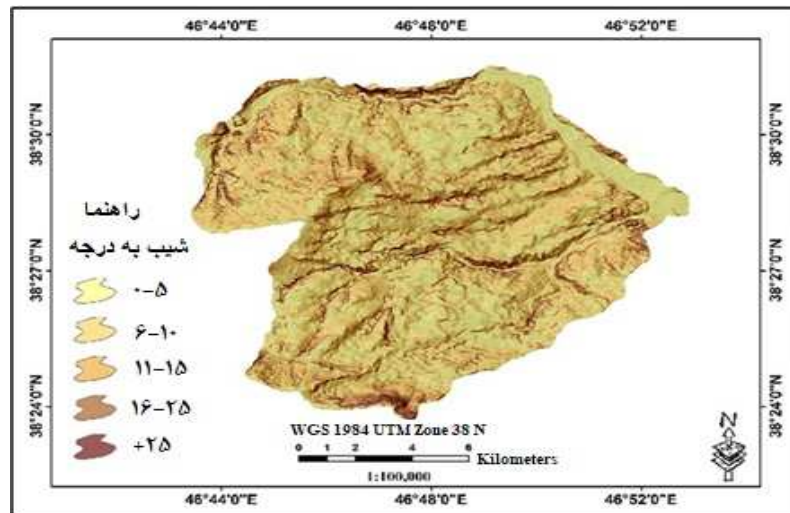 46°44'0"E 46°48'0"E 46°52'0"E
38°30'0"N 38°30'0"N
38°27'0"N 38°27'0"N
38°24'0"N 38°24'0"N
راهنما
شیب به درجه
۰-۵
۶-۱۰
۱۱-۱۵
۱۶-۲۵
+۲۵
N
WGS 1984 UTM Zone 38 N
0 1 2 4 6
Kilometers
1:100,000
46°44'0"E 46°48'0"E 46°52'0"E